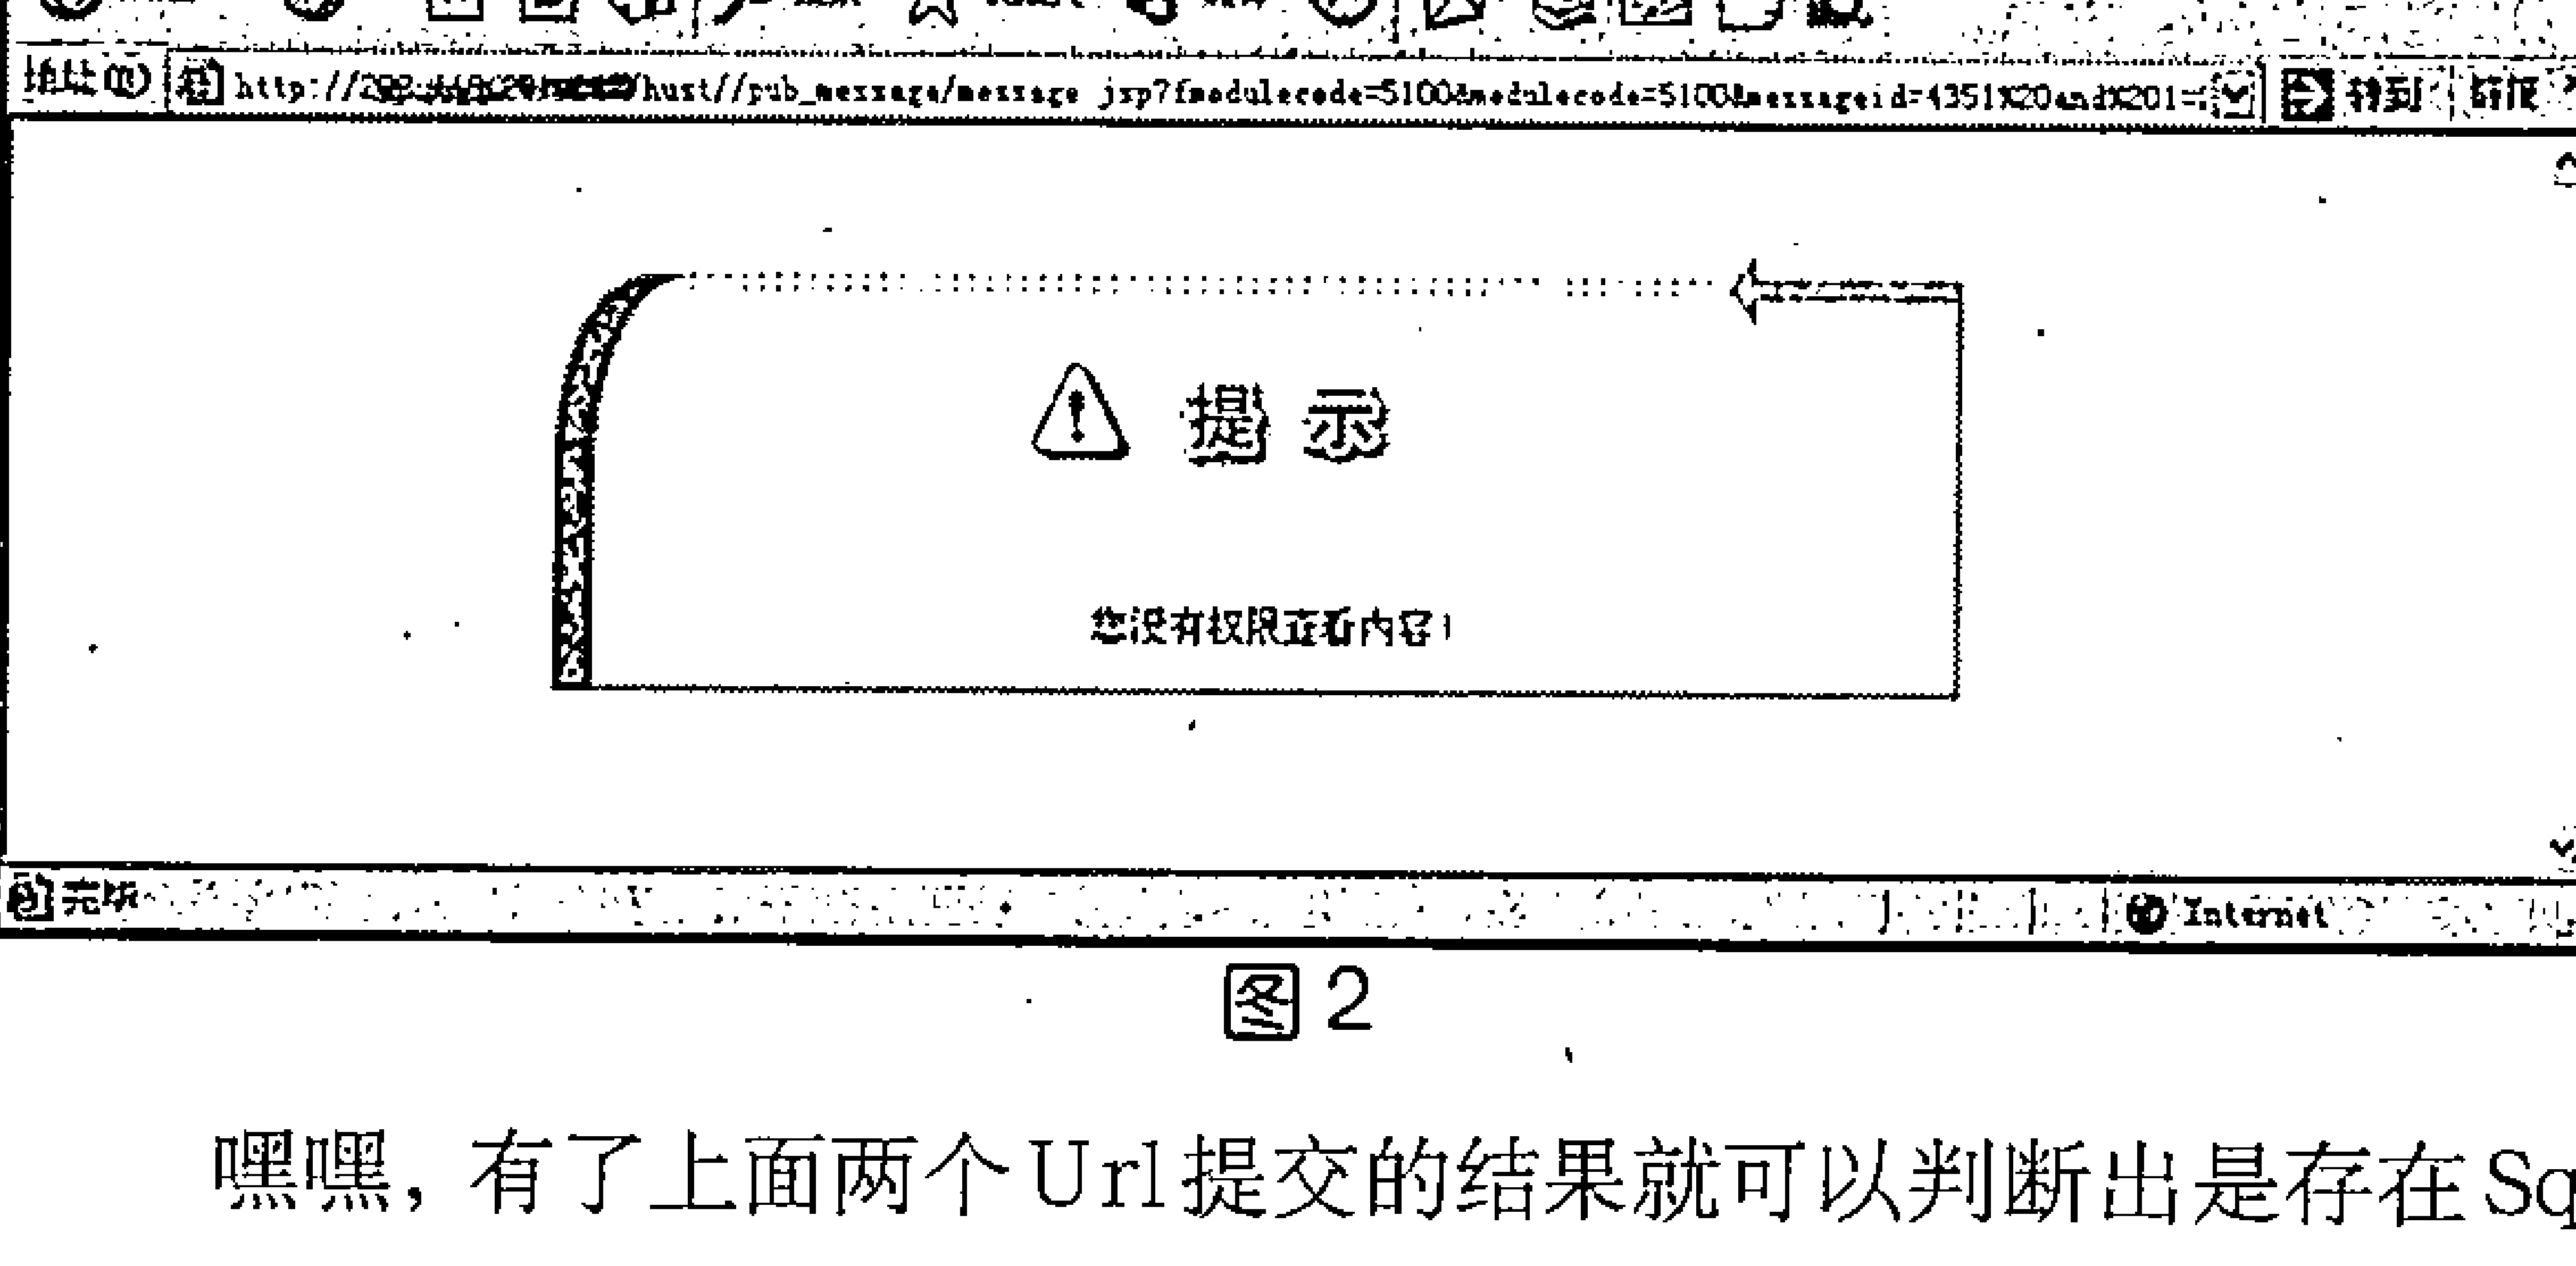 地址(D) http:// /hust//pub_message/message.jsp?fmodulecode=5100&modulecode=5100&messageid=4351%20and%201= 转到
提 示
您没有权限查看内容!
完毕 Internet
图 2
嘿嘿，有了上面两个Url提交的结果就可以判断出是存在Sq